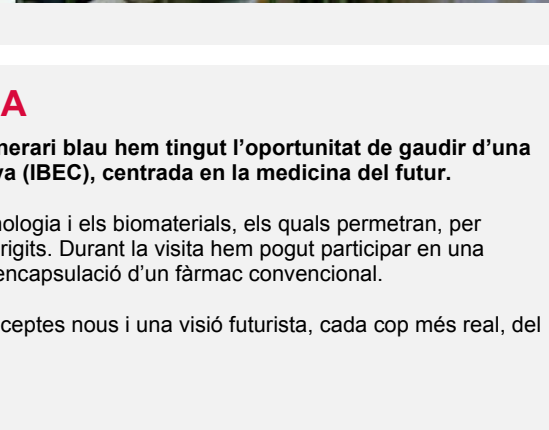 A
nerari blau hem tingut l’oportunitat de gaudir d’una
ya (IBEC), centrada en la medicina del futur.
nologia i els biomaterials, els quals permetran, per
rigits. Durant la visita hem pogut participar en una
encapsulació d’un fàrmac convencional.
ceptes nous i una visió futurista, cada cop més real, del